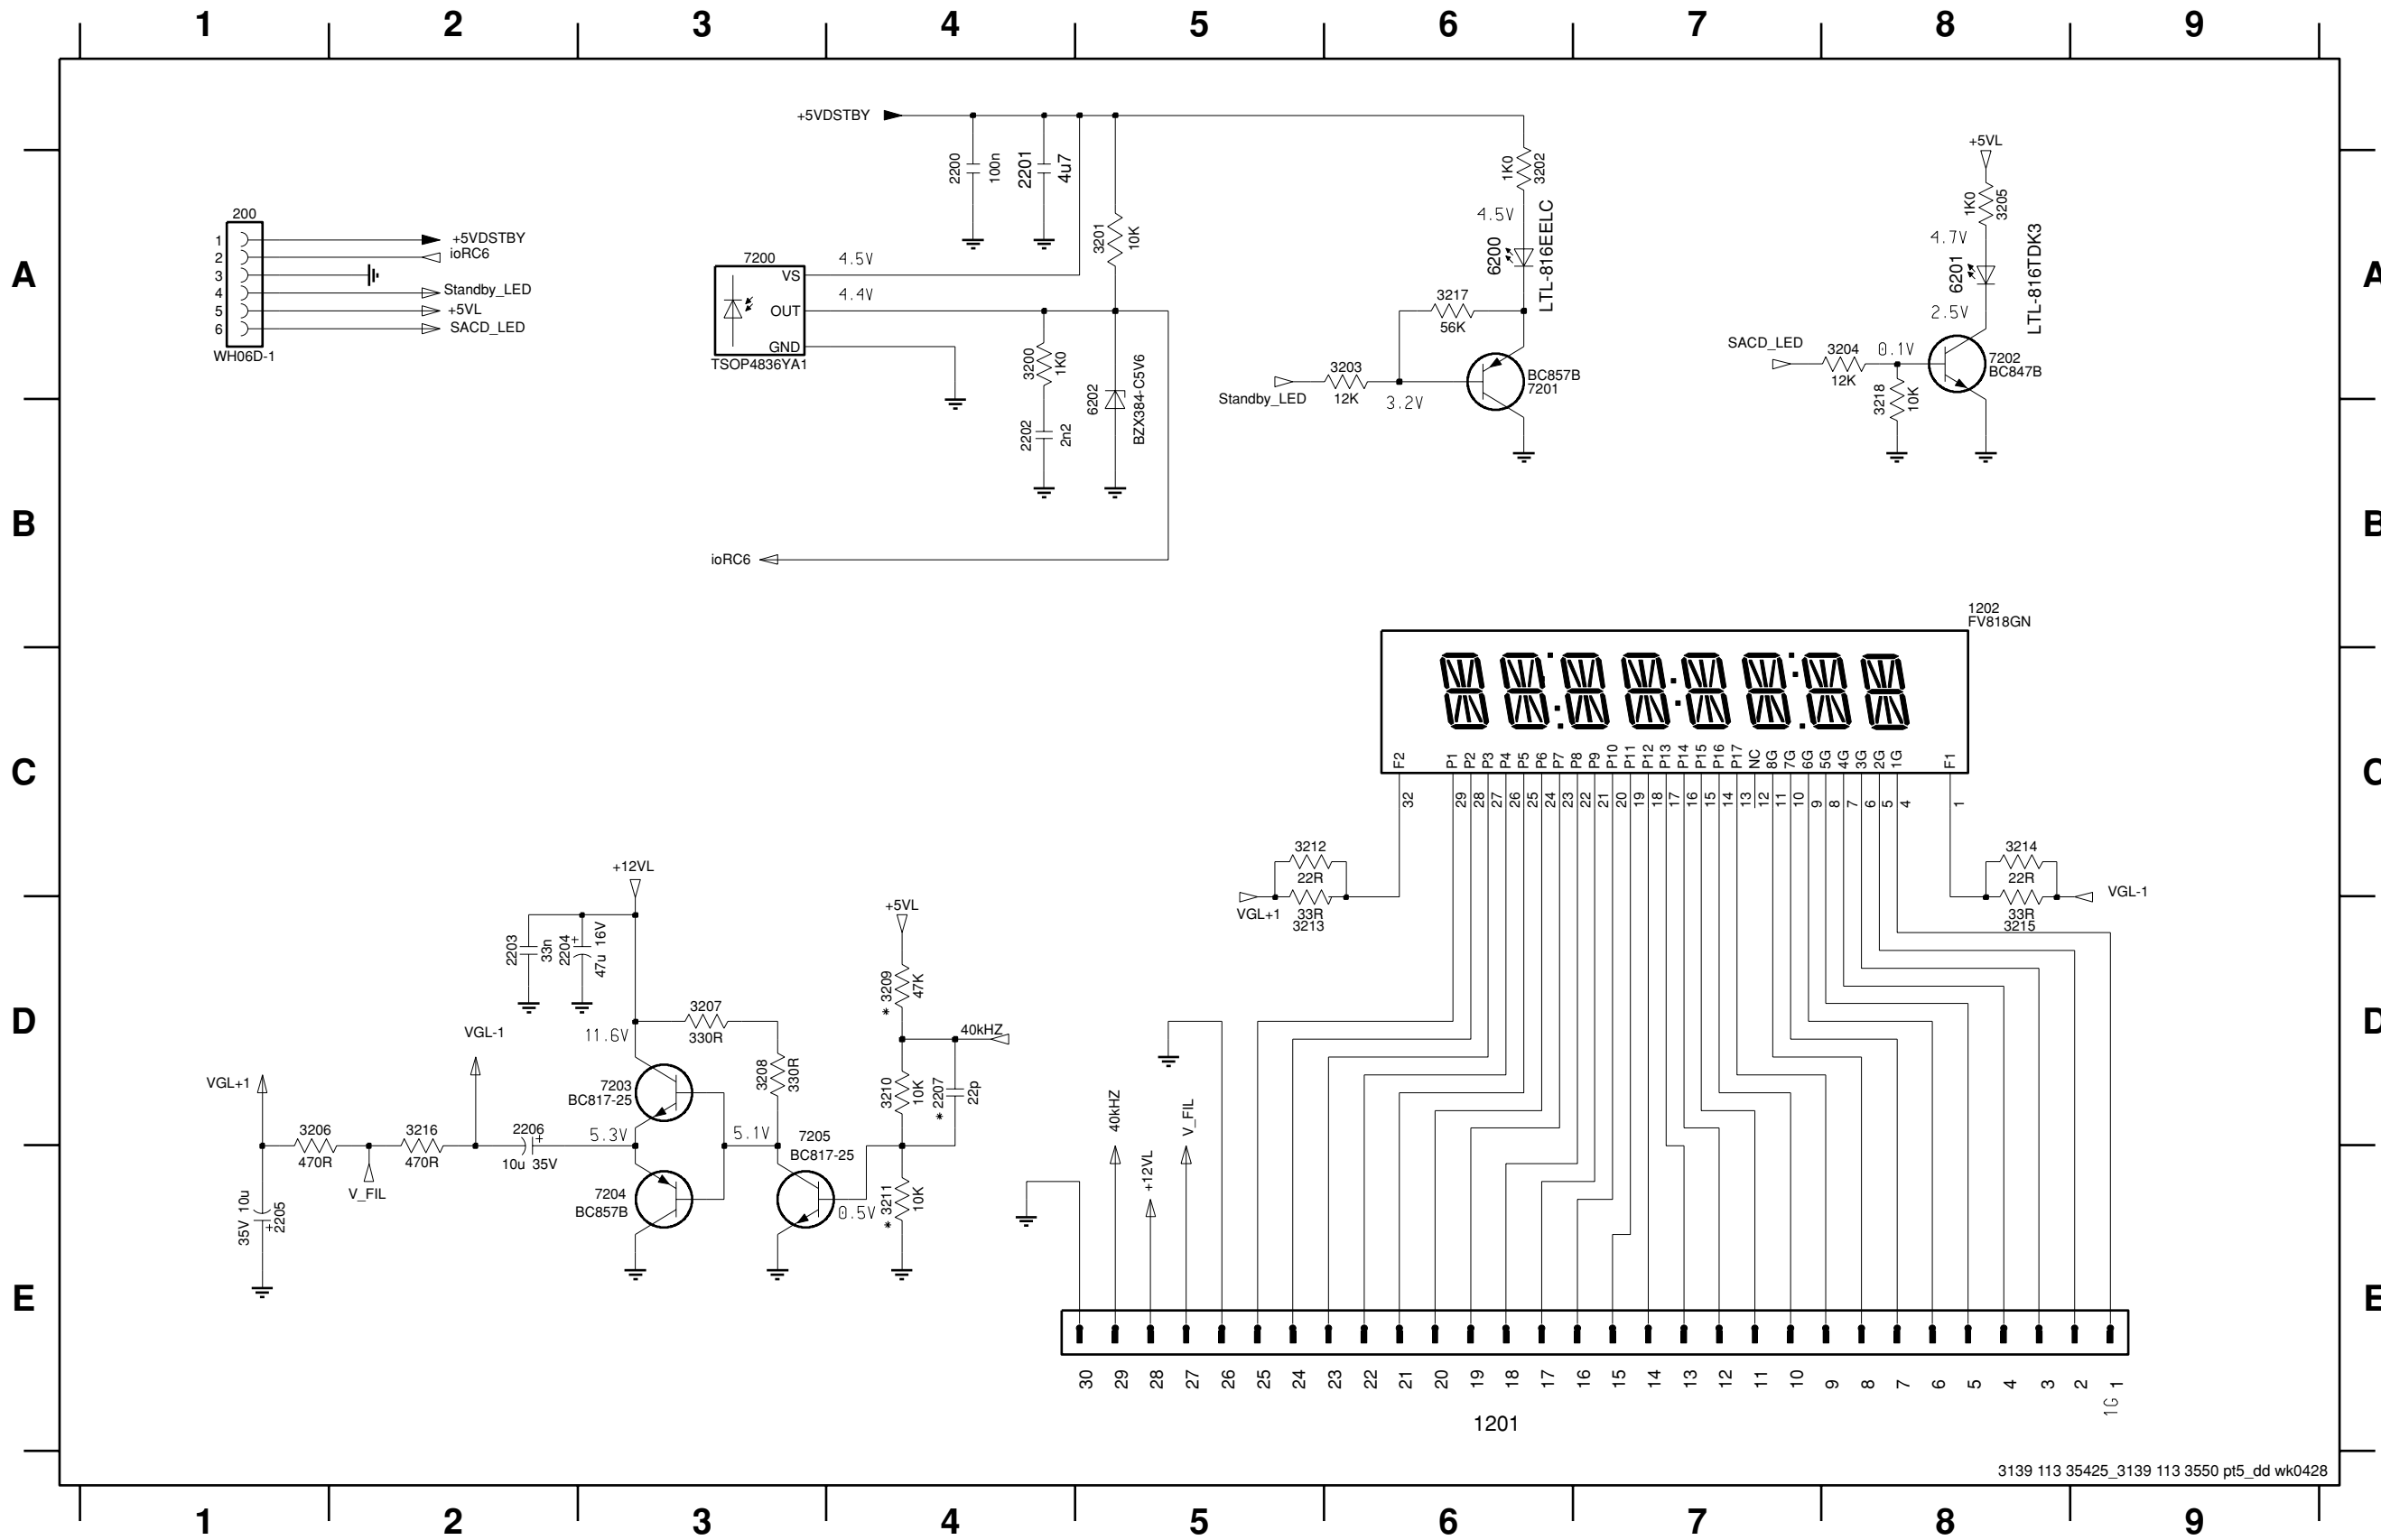 1 2 3 4 5 6 7 8 9
A
B
C
D
E
A
B
C
D
E
+5VDSTBY
2200
100n
2201
4u7
3201
10K
1K0
3202
4.5V
6200
LTL-816EELC
+5VL
1K0
3205
4.7V
6201
LTL-816TDK3
2.5V
200
1
2
3
4
5
6
+5VDSTBY
ioRC6
Standby_LED
+5VL
SACD_LED
WH06D-1
7200
VS
OUT
GND
TSOP4836YA1
4.5V
4.4V
3200
1K0
2202
2n2
6202
BZX384-C5V6
ioRC6
3217
56K
3203
12K
Standby_LED
3.2V
BC857B
7201
SACD_LED
3204
12K
0.1V
3218
10K
7202
BC847B
1202
FV818GN
F2 P1 P2 P3 P4 P5 P6 P7 P8 P9 P10 P11 P12 P13 P14 P15 P16 P17 NC 8G 7G 6G 5G 4G 3G 2G 1G F1
32 29 28 27 26 25 24 23 22 21 20 19 18 17 16 15 14 13 12 11 10 9 8 7 6 5 4 1
3212
22R
33R
3213
VGL+1
3214
22R
33R
3215
VGL-1
+12VL
2203
33n
2204
47u 16V
11.6V
3207
330R
3208
330R
+5VL
* 3209
47K
40kHZ
3210
10K
* 2207
22p
* 3211
10K
0.5V
7203
BC817-25
5.3V
5.1V
7205
BC817-25
7204
BC857B
VGL-1
VGL+1
3206
470R
3216
470R
2206
+
10u 35V
V_FIL
35V 10u
+
2205
40kHZ
+12VL
V_FIL
30 29 28 27 26 25 24 23 22 21 20 19 18 17 16 15 14 13 12 11 10 9 8 7 6 5 4 3 2 1
1G
1201
3139 113 35425_3139 113 3550 pt5_dd wk0428
1 2 3 4 5 6 7 8 9